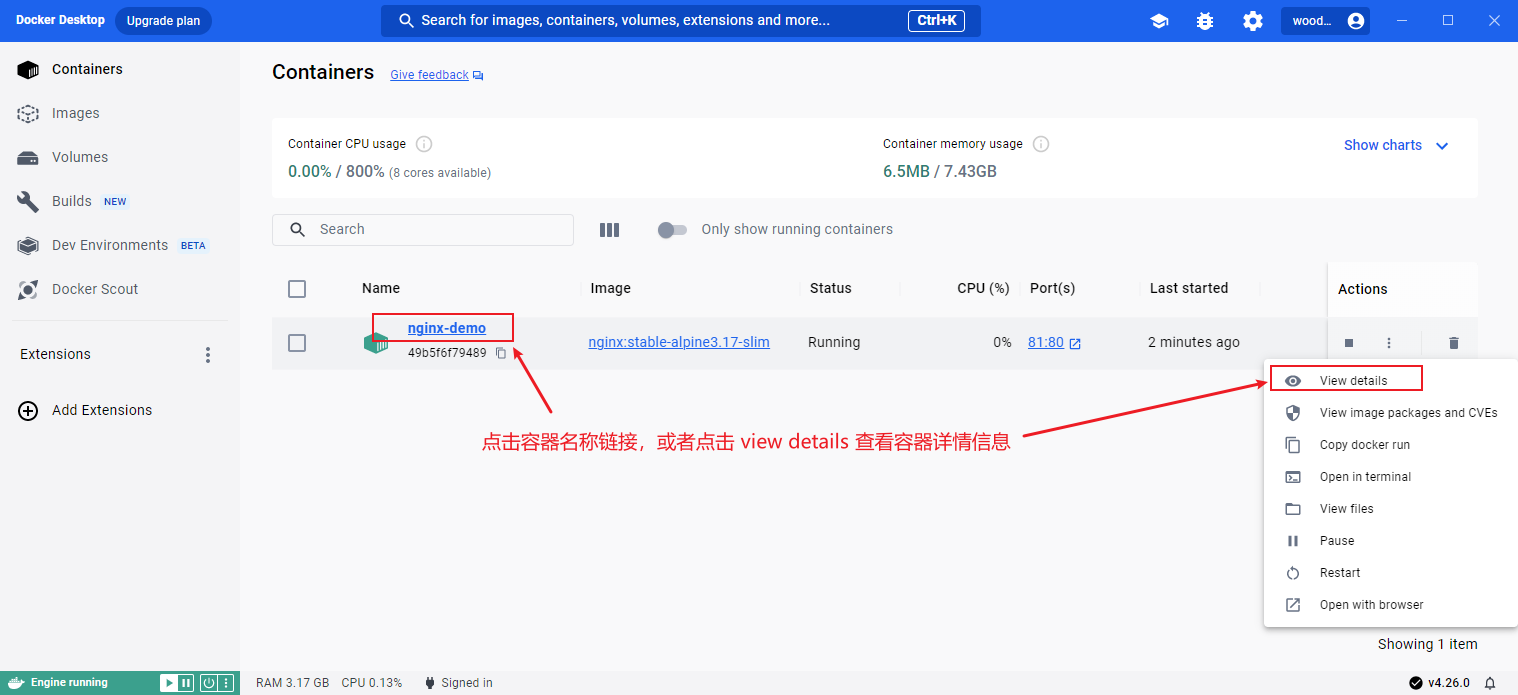 Docker Desktop Upgrade plan Search for images, containers, volumes, extensions and more... Ctrl+K wood...
Containers
Images
Volumes
Builds NEW
Dev Environments BETA
Docker Scout
Extensions
Add Extensions
Containers Give feedback
Container CPU usage
0.00% / 800% (8 cores available)
Container memory usage
6.5MB / 7.43GB
Show charts
Search
Only show running containers
Name Image Status CPU (%) Port(s) Last started Actions
nginx-demo
49b5f6f79489
nginx:stable-alpine3.17-slim Running 0% 81:80 2 minutes ago
点击容器名称链接，或者点击 view details 查看容器详情信息
View details
View image packages and CVEs
Copy docker run
Open in terminal
View files
Pause
Restart
Open with browser
Showing 1 item
Engine running RAM 3.17 GB CPU 0.13% Signed in v4.26.0